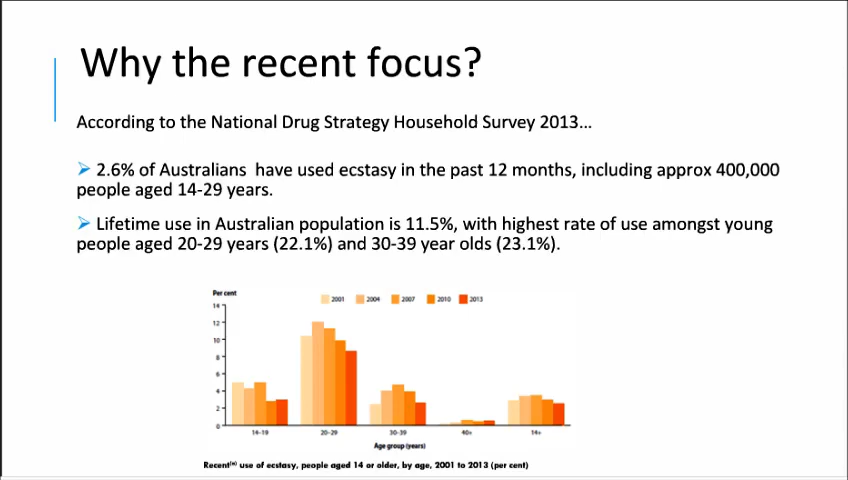 Why the recent focus?
According to the National Drug Strategy Household Survey 2013...
2.6% of Australians have used ecstasy in the past 12 months, including approx 400,000
people aged 14-29 years.
Lifetime use in Australian population is 11.5%, with highest rate of use amongst young
people aged 20-29 years (22.1%) and 30-39 year olds (23.1%).
Per cent
2001 2004 2007 2010 2013
14
12
10
8
6
4
2
0
14-19 20-29 30-39 40+ 14+
Age group (years)
Recent(a) use of ecstasy, people aged 14 or older, by age, 2001 to 2013 (per cent)